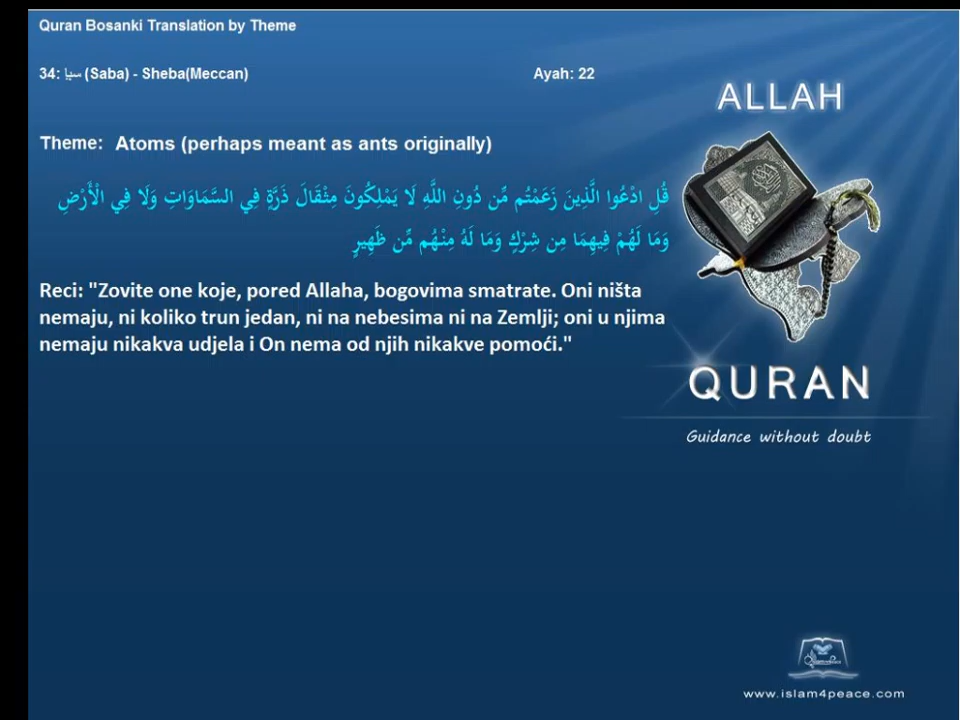 Quran Bosanki Translation by Theme
34: سبإ (Saba) - Sheba(Meccan) Ayah: 22
ALLAH
Theme: Atoms (perhaps meant as ants originally)
قُلِ ادْعُوا الَّذِينَ زَعَمْتُم مِّن دُونِ اللَّهِ لَا يَمْلِكُونَ مِثْقَالَ ذَرَّةٍ فِي السَّمَاوَاتِ وَلَا فِي الْأَرْضِ
وَمَا لَهُمْ فِيهِمَا مِن شِرْكٍ وَمَا لَهُ مِنْهُم مِّن ظَهِيرٍ
Reci: "Zovite one koje, pored Allaha, bogovima smatrate. Oni ništa
nemaju, ni koliko trun jedan, ni na nebesima ni na Zemlji; oni u njima
nemaju nikakva udjela i On nema od njih nikakve pomoći."
QURAN
Guidance without doubt
www.islam4peace.com